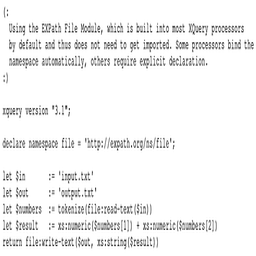 (:
  Using the EXPath File Module, which is built into most XQuery processors
  by default and thus does not need to get imported. Some processors bind the
  namespace automatically, others require explicit declaration.
:)

xquery version "3.1";

declare namespace file = 'http://expath.org/ns/file';

let $in      := 'input.txt'
let $out     := 'output.txt'
let $numbers := tokenize(file:read-text($in))
let $result  := xs:numeric($numbers[1]) + xs:numeric($numbers[2])
return file:write-text($out, xs:string($result))